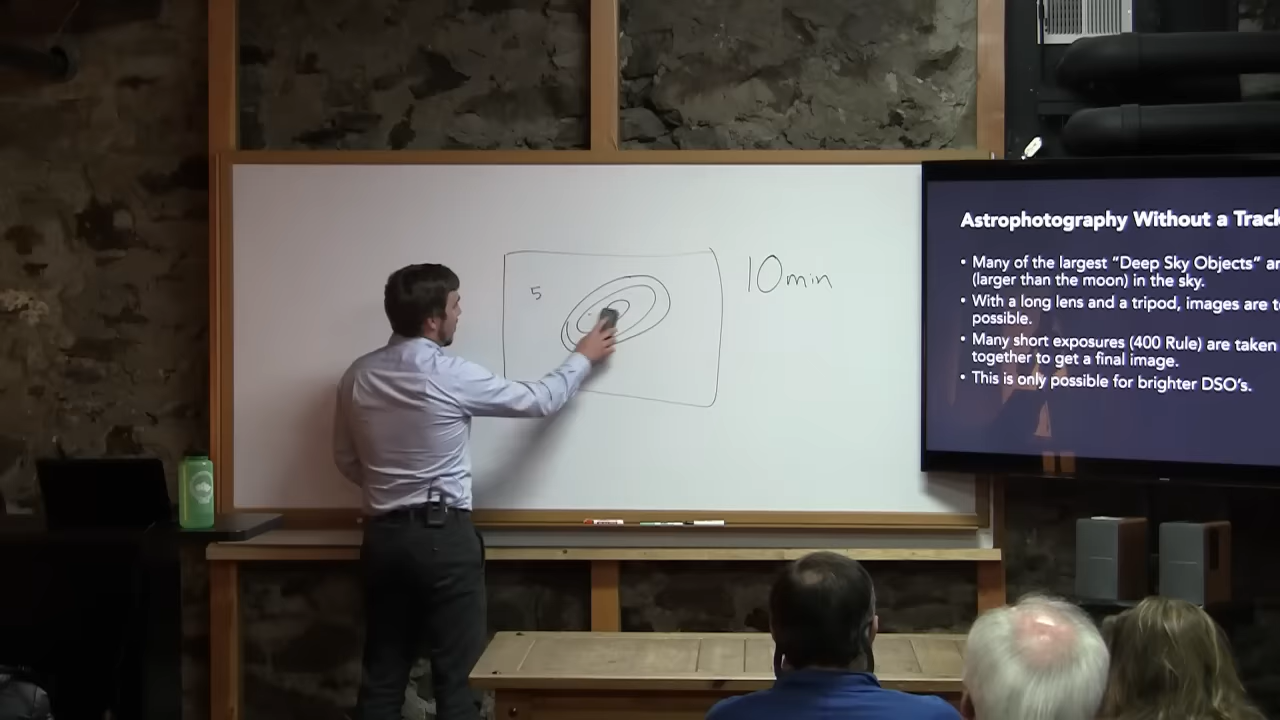 5
10min
Astrophotography Without a Track
• Many of the largest “Deep Sky Objects” ar
(larger than the moon) in the sky.
• With a long lens and a tripod, images are t
possible.
• Many short exposures (400 Rule) are taken
together to get a final image.
• This is only possible for brighter DSO's.